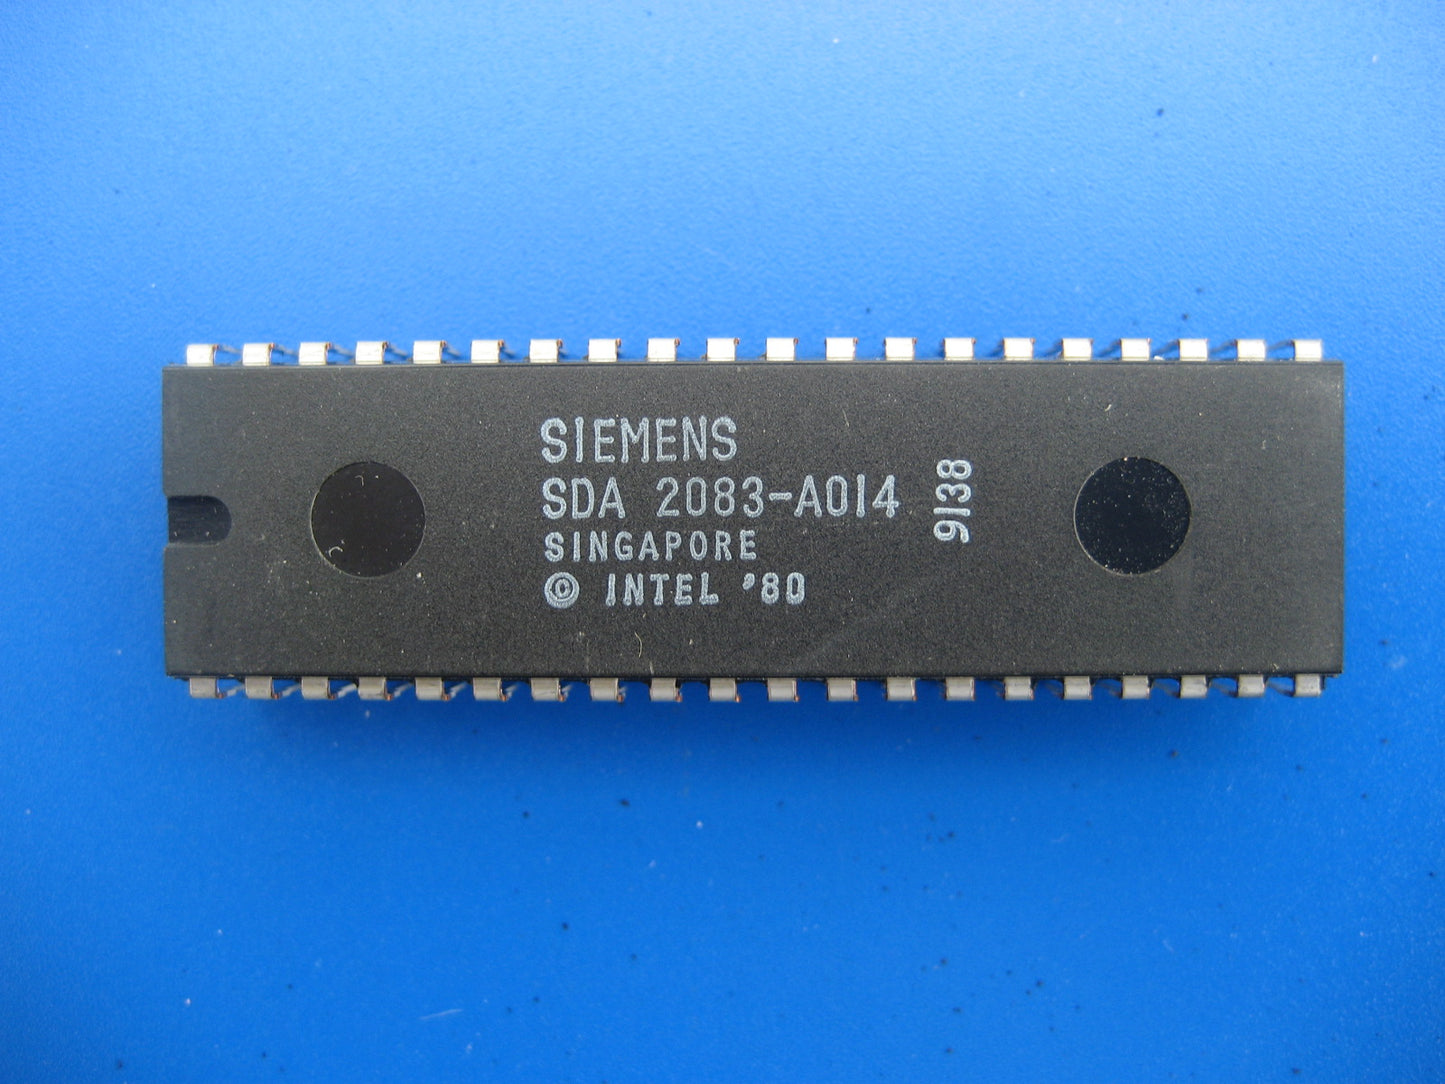 SIEMENS
SDA 2083-A014
SINGAPORE
© INTEL '80
9138